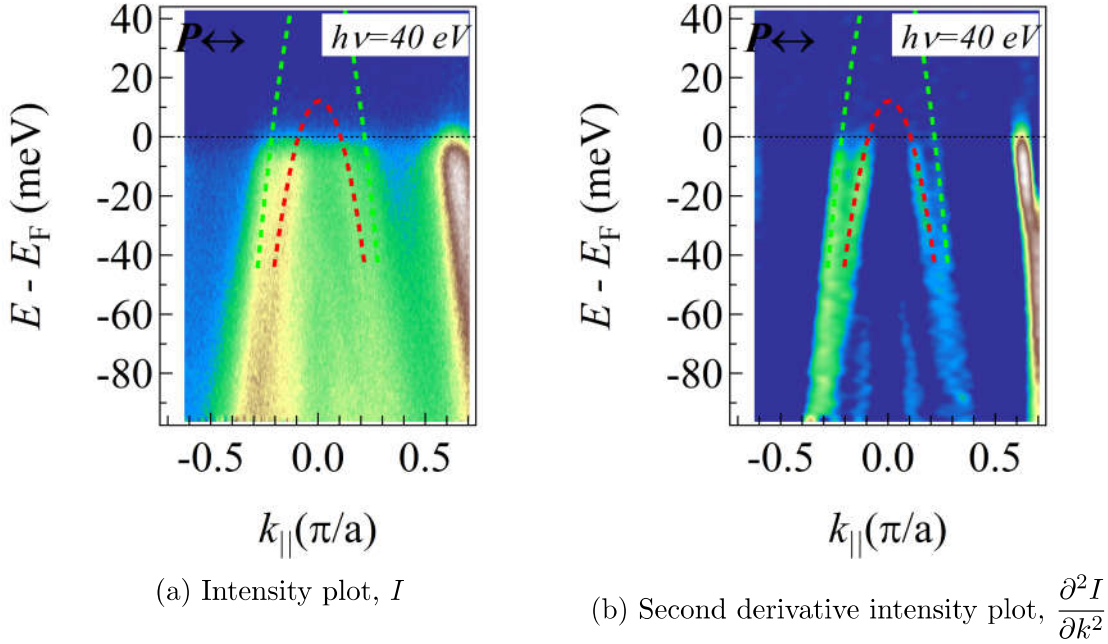 40
20
0
-20
-40
-60
-80
E - E_F (meV)
P↔
hν=40 eV
-0.5 0.0 0.5
k_||(π/a)
(a) Intensity plot, I
40
20
0
-20
-40
-60
-80
E - E_F (meV)
P↔
hν=40 eV
-0.5 0.0 0.5
k_||(π/a)
(b) Second derivative intensity plot, ∂²I/∂k²